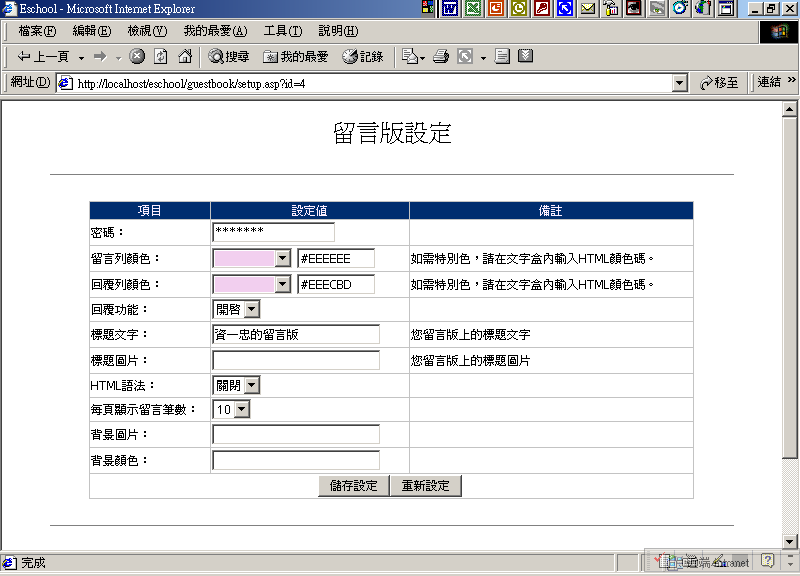 Eschool - Microsoft Internet Explorer
檔案(F) 編輯(E) 檢視(V) 我的最愛(A) 工具(T) 說明(H)
上一頁 搜尋 我的最愛 記錄
網址(D) http://localhost/eschool/guestbook/setup.asp?id=4 移至 連結 »
留言版設定
項目 設定值 備註
密碼： *******
留言列顏色： #EEEEEE 如需特別色，請在文字盒內輸入HTML顏色碼。
回覆列顏色： #EEECBD 如需特別色，請在文字盒內輸入HTML顏色碼。
回覆功能： 開啓
標題文字： 資一忠的留言版 您留言版上的標題文字
標題圖片： 您留言版上的標題圖片
HTML語法： 關閉
每頁顯示留言筆數： 10
背景圖片：
背景顏色：
儲存設定 重新設定
完成